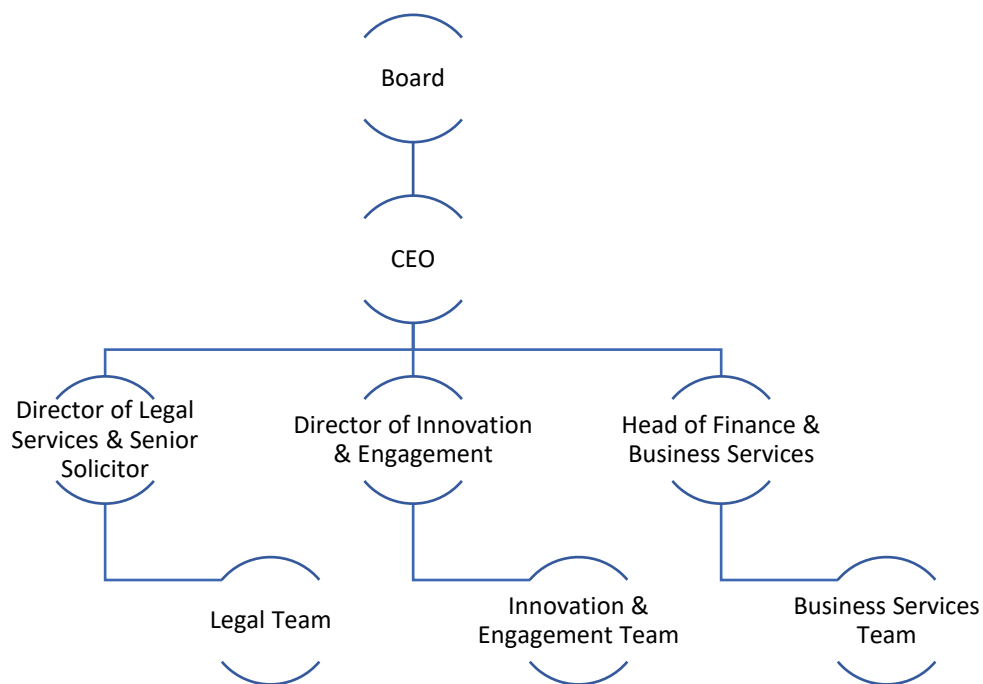 Board
CEO
Director of Legal
Services & Senior
Solicitor
Director of Innovation
& Engagement
Head of Finance &
Business Services
Legal Team
Innovation &
Engagement Team
Business Services
Team